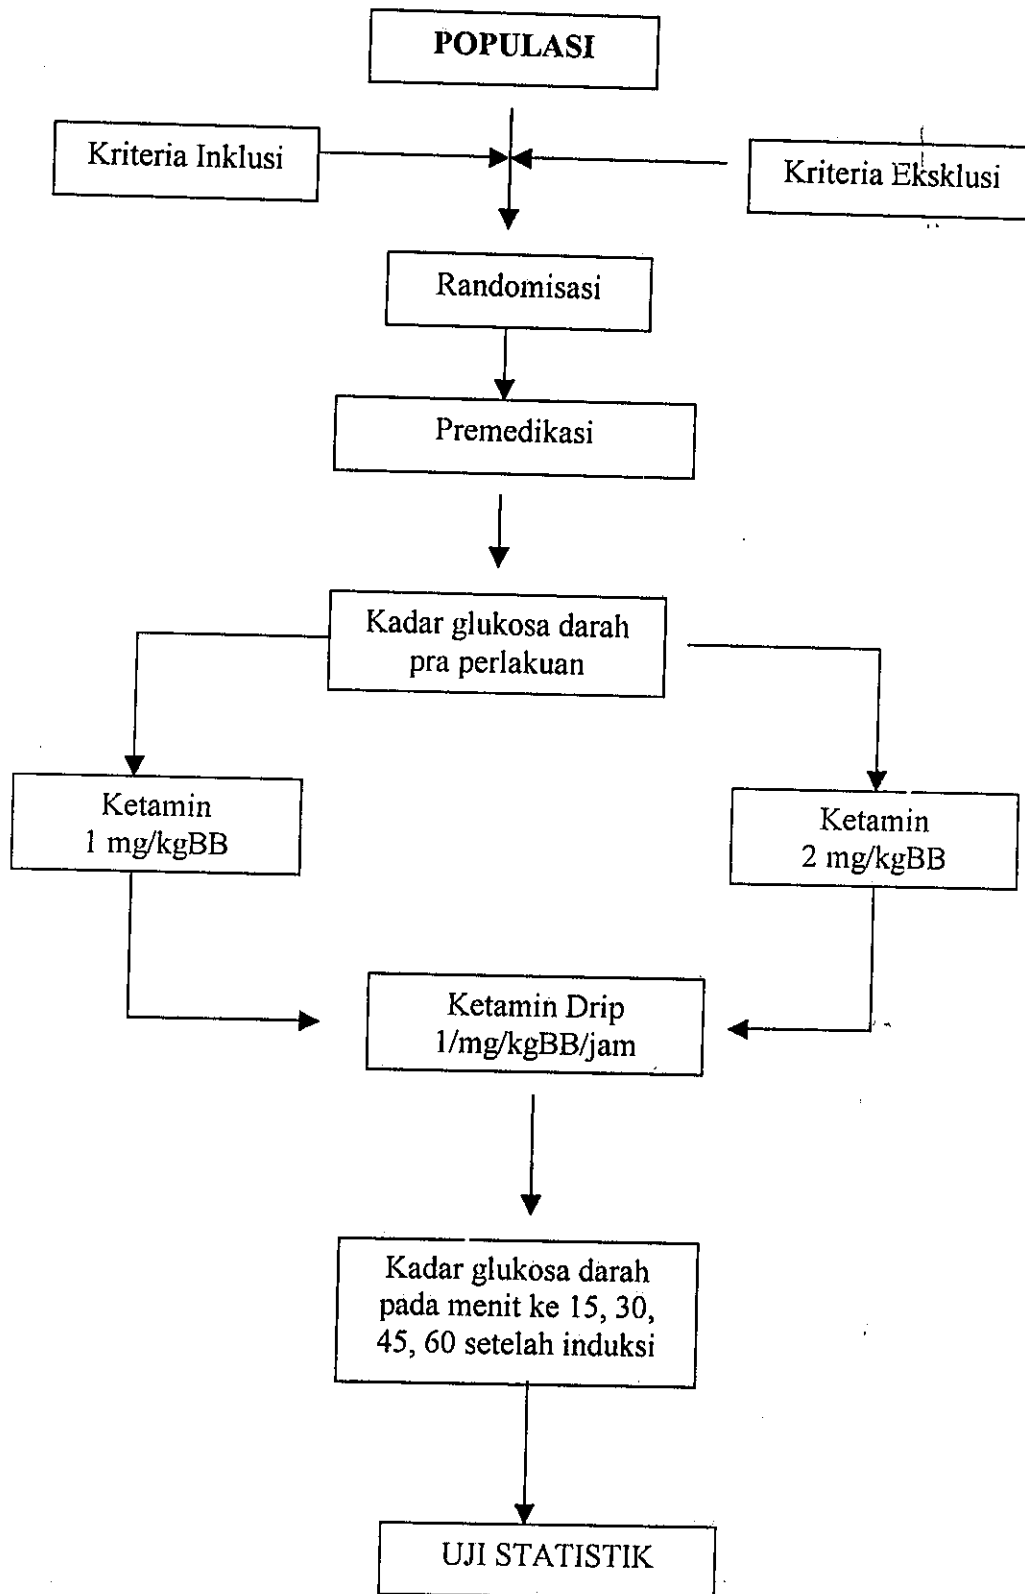 POPULASI
Kriteria Inklusi
Kriteria Eksklusi
Randomisasi
Premedikasi
Kadar glukosa darah
pra perlakuan
Ketamin
1 mg/kgBB
Ketamin
2 mg/kgBB
Ketamin Drip
1/mg/kgBB/jam
Kadar glukosa darah
pada menit ke 15, 30,
45, 60 setelah induksi
UJI STATISTIK